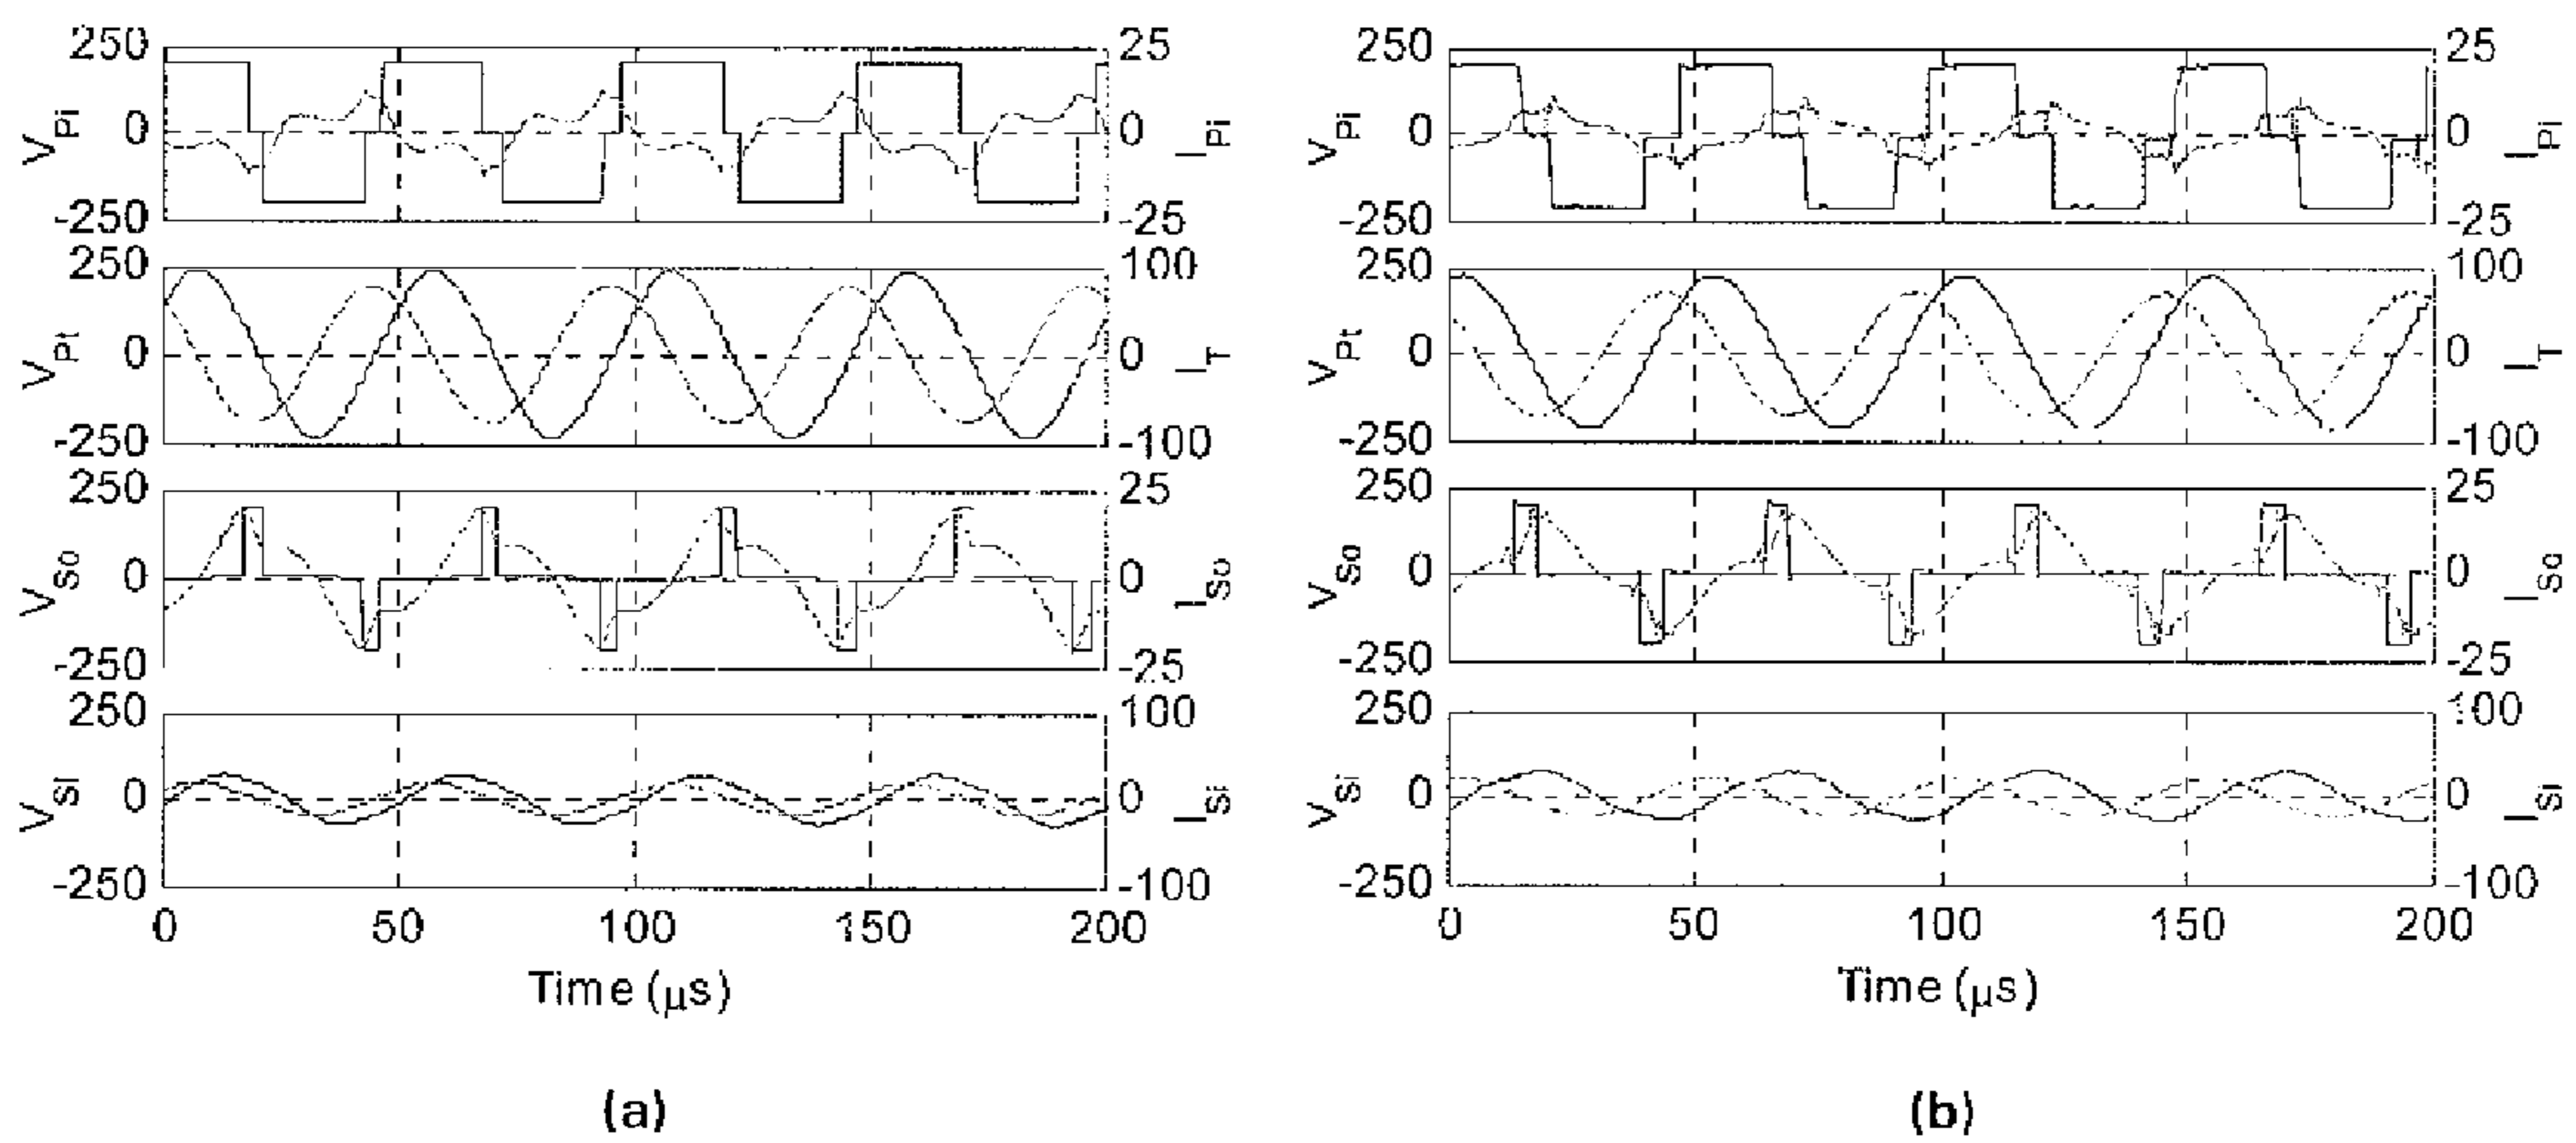 250 25
V_Pi 0 0 I_Pi
-250 -25
250 100
V_Pt 0 0 I_T
-250 -100
250 25
V_So 0 0 I_So
-250 -25
250 100
V_Si 0 0 I_Si
-250 -100
0 50 100 150 200
Time (μs)
(a)
250 25
V_Pi 0 0 I_Pi
-250 -25
250 100
V_Pt 0 0 I_T
-250 -100
250 25
V_So 0 0 I_So
-250 -25
250 100
V_Si 0 0 I_Si
-250 -100
0 50 100 150 200
Time (μs)
(b)